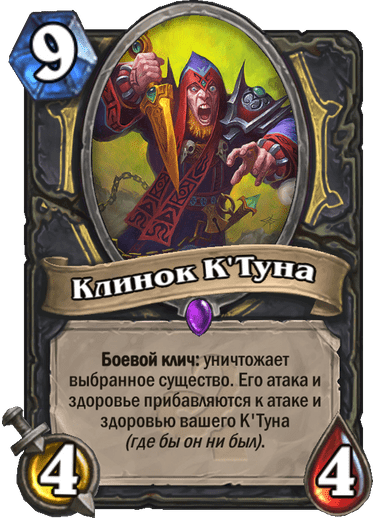 9
Клинок К'Туна
Боевой клич: уничтожает
выбранное существо. Его атака и
здоровье прибавляются к атаке и
здоровью вашего К'Туна
(где бы он ни был).
4
4